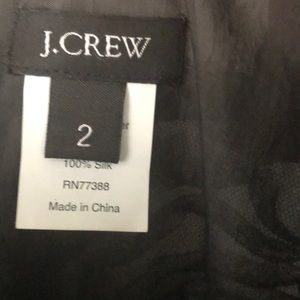 J.CREW
2
100% Silk
RN77388
Made in China